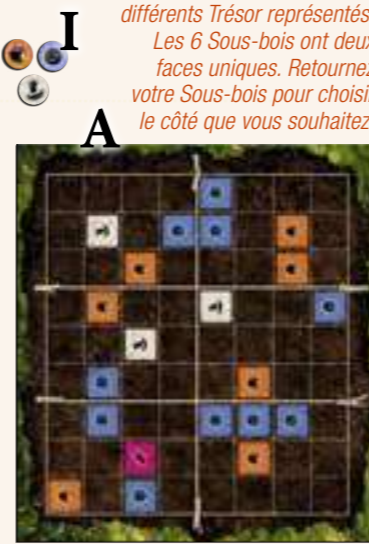 I
différents Trésor représentés
Les 6 Sous-bois ont deux
faces uniques. Retournez
votre Sous-bois pour choisi
le côté que vous souhaitez
A